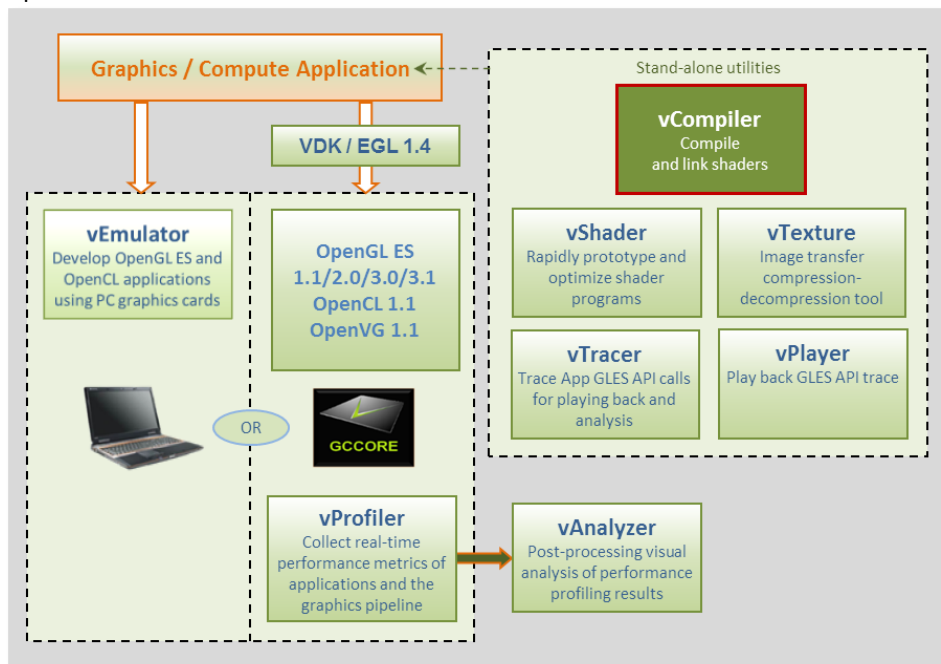 Graphics / Compute Application
Stand-alone utilities
vCompiler
Compile
and link shaders
VDK / EGL 1.4
vEmulator
Develop OpenGL ES and
OpenCL applications
using PC graphics cards
OpenGL ES
1.1/2.0/3.0/3.1
OpenCL 1.1
OpenVG 1.1
vShader
Rapidly prototype and
optimize shader
programs
vTexture
Image transfer
compression-
decompression tool
vTracer
Trace App GLES API calls
for playing back and
analysis
vPlayer
Play back GLES API trace
OR
GCCORE
vProfiler
Collect real-time
performance metrics of
applications and the
graphics pipeline
vAnalyzer
Post-processing visual
analysis of performance
profiling results